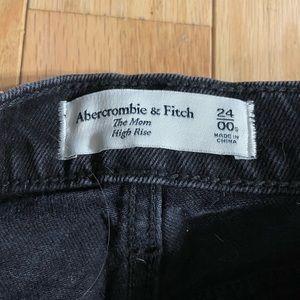 Abercrombie & Fitch
The Mom
High Rise
24
00S
MADE IN
CHINA